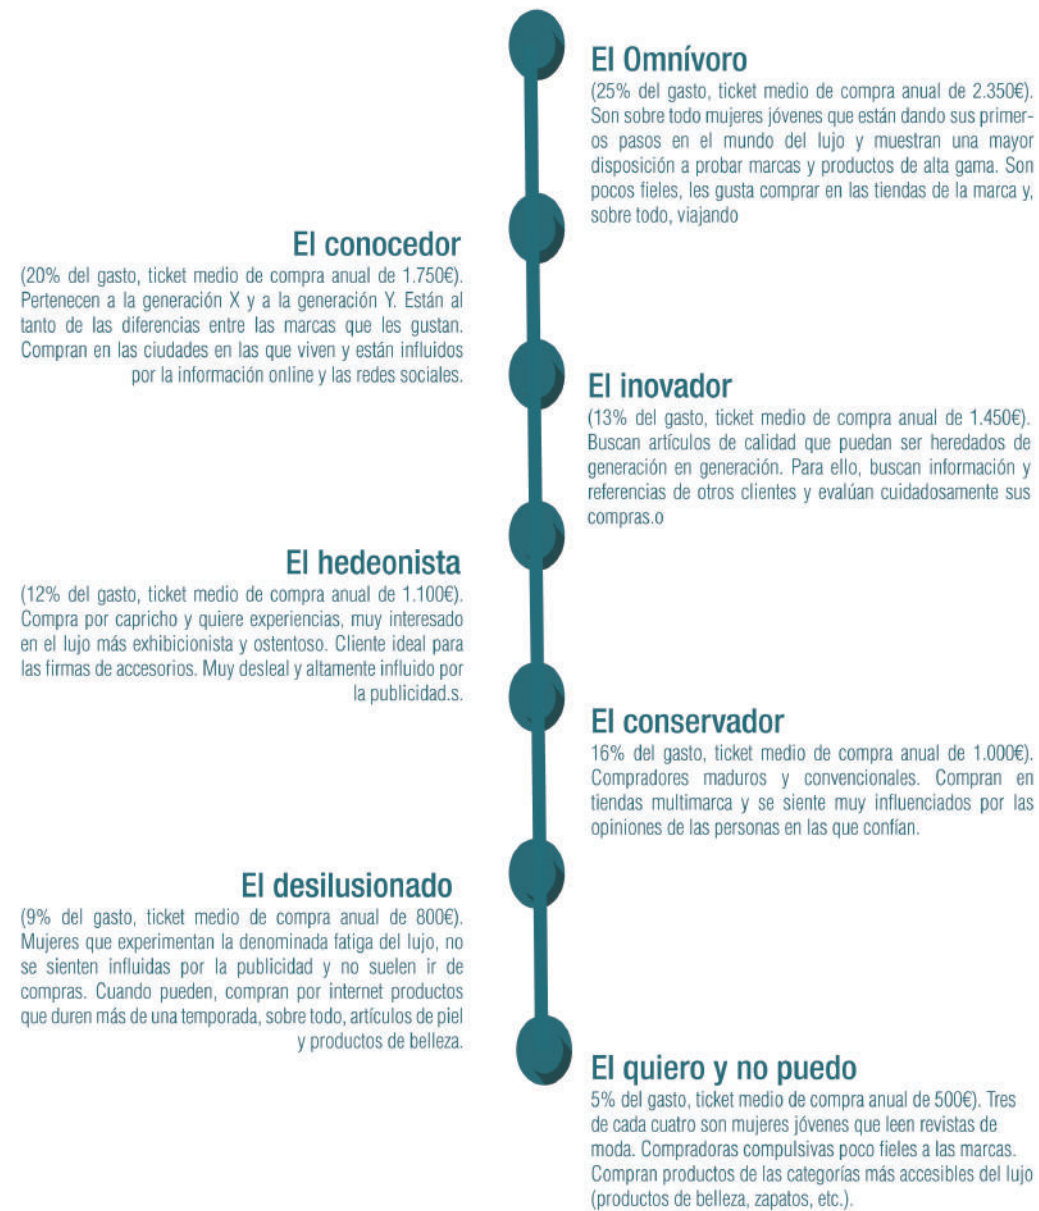 El Omnívoro
(25% del gasto, ticket medio de compra anual de 2.350€).
Son sobre todo mujeres jóvenes que están dando sus primer-
os pasos en el mundo del lujo y muestran una mayor
disposición a probar marcas y productos de alta gama. Son
pocos fieles, les gusta comprar en las tiendas de la marca y,
sobre todo, viajando
El conocedor
(20% del gasto, ticket medio de compra anual de 1.750€).
Pertenecen a la generación X y a la generación Y. Están al
tanto de las diferencias entre las marcas que les gustan.
Compran en las ciudades en las que viven y están influidos
por la información online y las redes sociales.
El inovador
(13% del gasto, ticket medio de compra anual de 1.450€).
Buscan artículos de calidad que puedan ser heredados de
generación en generación. Para ello, buscan información y
referencias de otros clientes y evalúan cuidadosamente sus
compras.o
El hedeonista
(12% del gasto, ticket medio de compra anual de 1.100€).
Compra por capricho y quiere experiencias, muy interesado
en el lujo más exhibicionista y ostentoso. Cliente ideal para
las firmas de accesorios. Muy desleal y altamente influido por
la publicidad.s.
El conservador
16% del gasto, ticket medio de compra anual de 1.000€).
Compradores maduros y convencionales. Compran en
tiendas multimarca y se siente muy influenciados por las
opiniones de las personas en las que confían.
El desilusionado
(9% del gasto, ticket medio de compra anual de 800€).
Mujeres que experimentan la denominada fatiga del lujo, no
se sienten influidas por la publicidad y no suelen ir de
compras. Cuando pueden, compran por internet productos
que duren más de una temporada, sobre todo, artículos de piel
y productos de belleza.
El quiero y no puedo
5% del gasto, ticket medio de compra anual de 500€). Tres
de cada cuatro son mujeres jóvenes que leen revistas de
moda. Compradoras compulsivas poco fieles a las marcas.
Compran productos de las categorías más accesibles del lujo
(productos de belleza, zapatos, etc.).